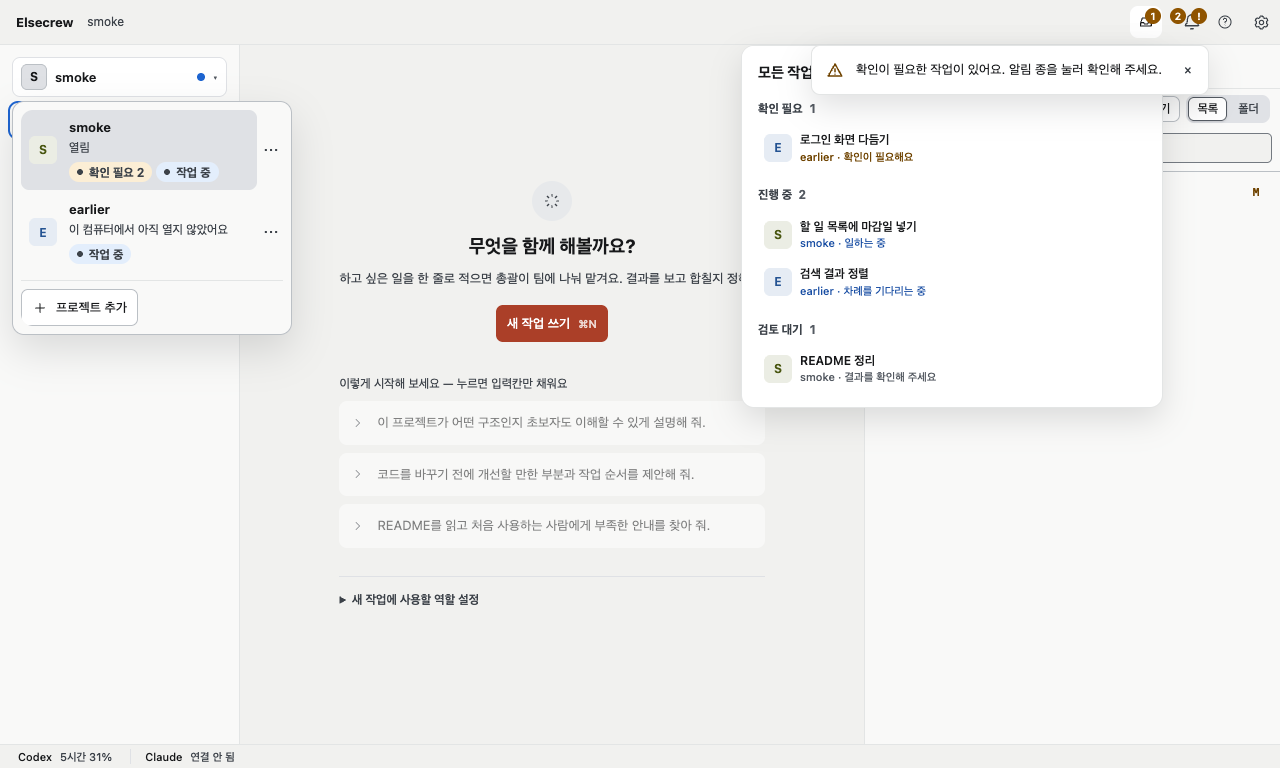 Elsecrew smoke
1
2 !
S smoke
모든 작업
확인이 필요한 작업이 있어요. 알림 종을 눌러 확인해 주세요. ×
S
smoke
열림
확인 필요 2 작업 중
E
earlier
이 컴퓨터에서 아직 열지 않았어요
작업 중
+ 프로젝트 추가
무엇을 함께 해볼까요?
하고 싶은 일을 한 줄로 적으면 총괄이 팀에 나눠 맡겨요. 결과를 보고 합칠지
새 작업 쓰기 ⌘N
이렇게 시작해 보세요 — 누르면 입력칸만 채워요
이 프로젝트가 어떤 구조인지 초보자도 이해할 수 있게 설명해 줘.
코드를 바꾸기 전에 개선할 만한 부분과 작업 순서를 제안해 줘.
README를 읽고 처음 사용하는 사람에게 부족한 안내를 찾아 줘.
새 작업에 사용할 역할 설정
확인 필요 1
E
로그인 화면 다듬기
earlier · 확인이 필요해요
진행 중 2
S
할 일 목록에 마감일 넣기
smoke · 일하는 중
E
검색 결과 정렬
earlier · 차례를 기다리는 중
검토 대기 1
S
README 정리
smoke · 결과를 확인해 주세요
목록 폴더
M
Codex 5시간 31% Claude 연결 안 됨